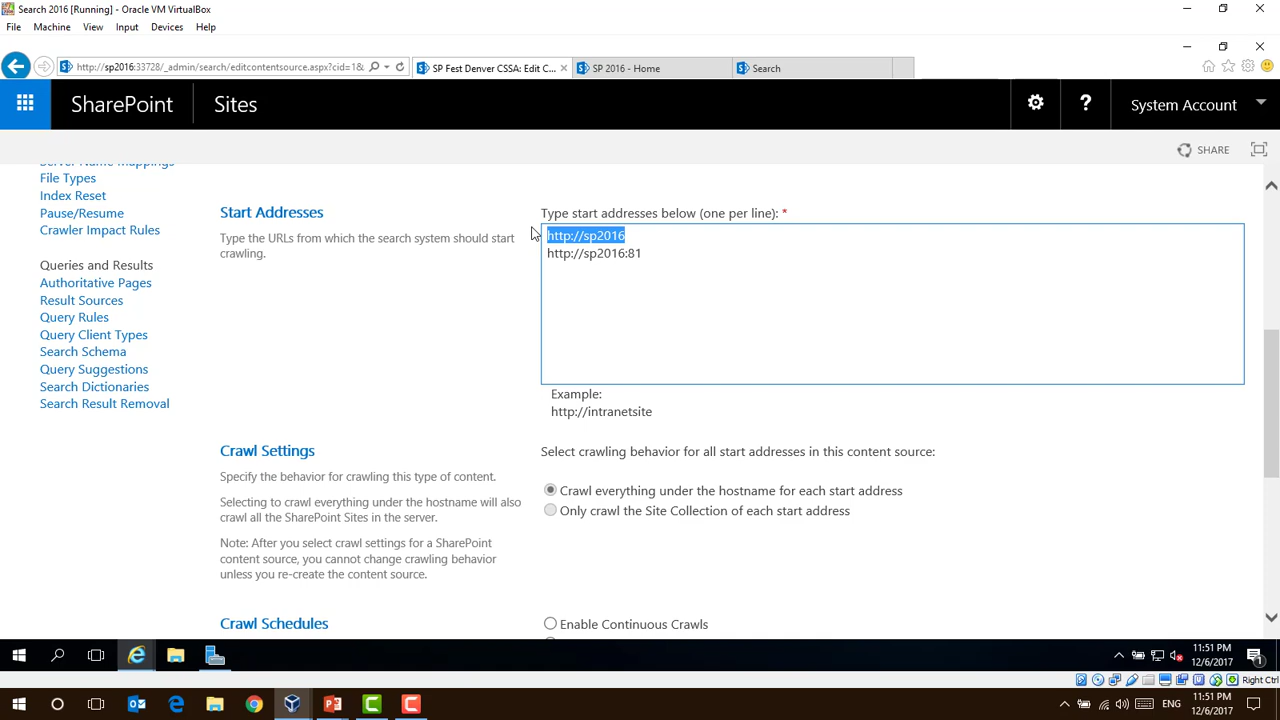 Search 2016 [Running] - Oracle VM VirtualBox
File Machine View Input Devices Help
http://sp2016:33728/_admin/search/editcontentsource.aspx?cid=1&
SP Fest Denver CSSA: Edit C...
SP 2016 - Home
Search
SharePoint
Sites
?
System Account
SHARE
Server Name Mappings
File Types
Index Reset
Pause/Resume
Crawler Impact Rules
Queries and Results
Authoritative Pages
Result Sources
Query Rules
Query Client Types
Search Schema
Query Suggestions
Search Dictionaries
Search Result Removal
Start Addresses
Type the URLs from which the search system should start
crawling.
Type start addresses below (one per line): *
http://sp2016
http://sp2016:81
Example:
http://intranetsite
Crawl Settings
Specify the behavior for crawling this type of content.
Selecting to crawl everything under the hostname will also
crawl all the SharePoint Sites in the server.
Note: After you select crawl settings for a SharePoint
content source, you cannot change crawling behavior
unless you re-create the content source.
Select crawling behavior for all start addresses in this content source:
Crawl everything under the hostname for each start address
Only crawl the Site Collection of each start address
Crawl Schedules
Enable Continuous Crawls
11:51 PM
12/6/2017
1
Right Ctrl
ENG
11:51 PM
12/6/2017